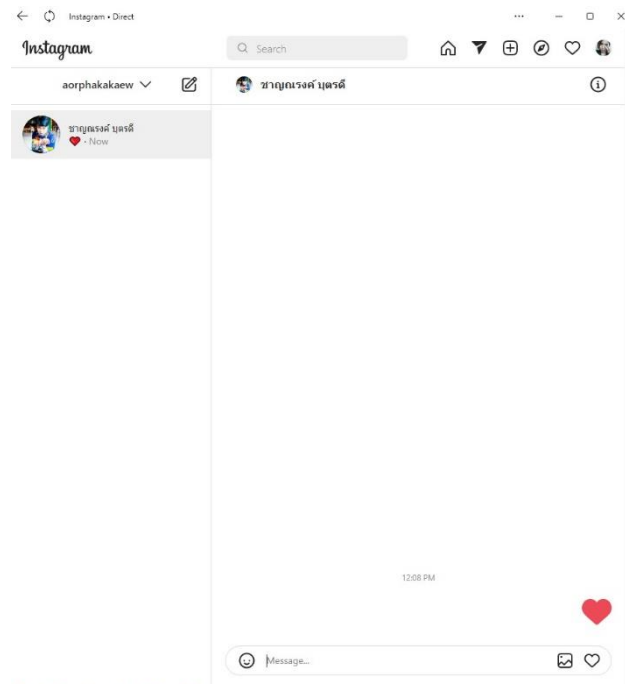 Instagram • Direct
Instagram
Search
aorphakakaew
ชาญณรงค์ บุตรดี
ชาญณรงค์ บุตรดี
❤ · Now
12:08 PM
Message...